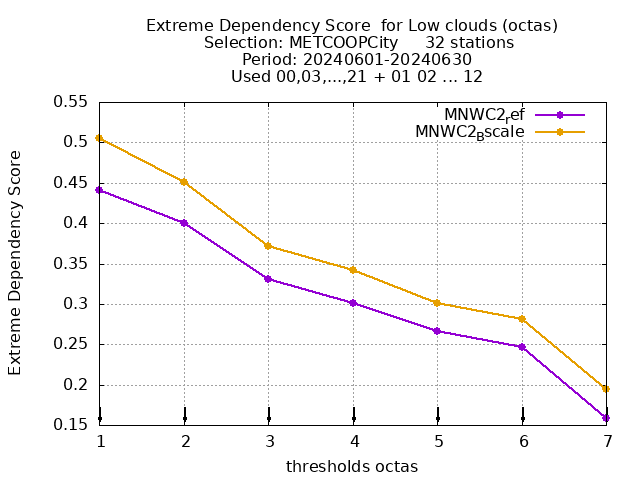 Extreme Dependency Score  for Low clouds (octas)
Selection: METCOOPCity     32 stations
Period: 20240601-20240630
Used 00,03,...,21 + 01 02 ... 12
0.55
0.5
0.45
0.4
0.35
0.3
0.25
0.2
0.15
Extreme Dependency Score
MNWC2ref
MNWC2Bscale
1 2 3 4 5 6 7
thresholds octas